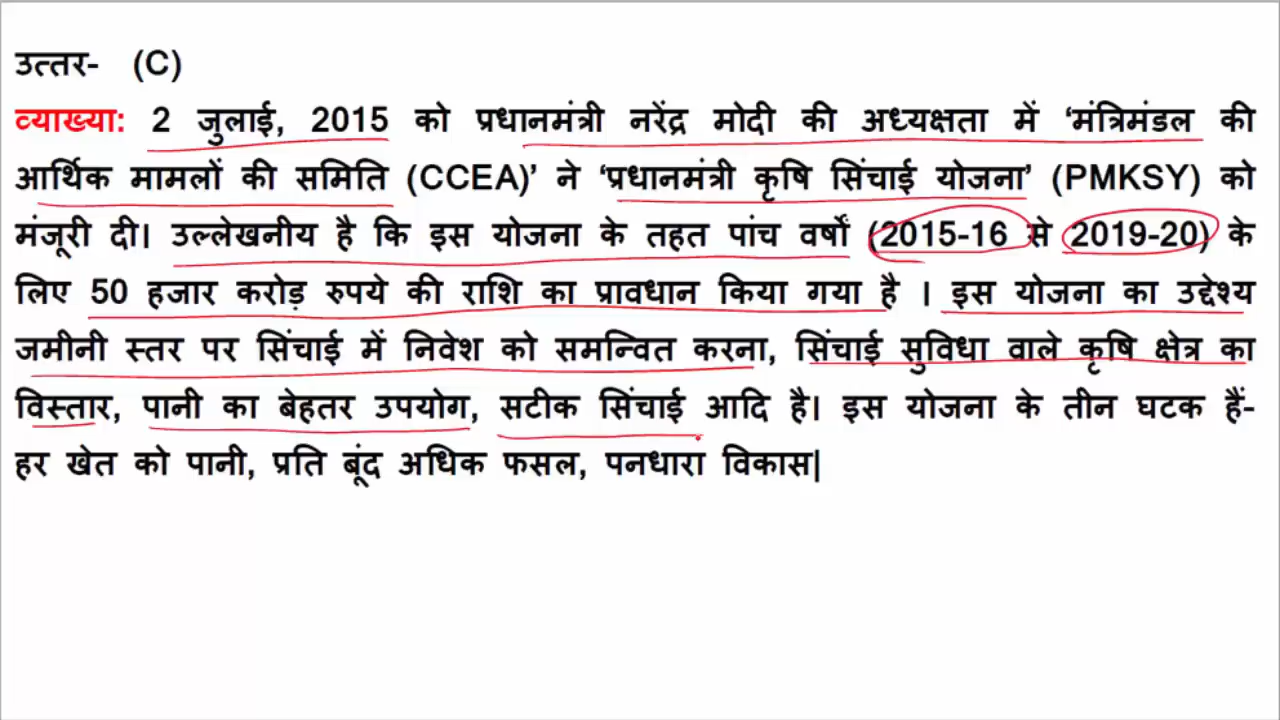 उत्तर- (C)
व्याख्या: 2 जुलाई, 2015 को प्रधानमंत्री नरेंद्र मोदी की अध्यक्षता में ‘मंत्रिमंडल की
आर्थिक मामलों की समिति (CCEA)’ ने ‘प्रधानमंत्री कृषि सिंचाई योजना’ (PMKSY) को
मंजूरी दी। उल्लेखनीय है कि इस योजना के तहत पांच वर्षों (2015-16 से 2019-20) के
लिए 50 हजार करोड़ रुपये की राशि का प्रावधान किया गया है । इस योजना का उद्देश्य
जमीनी स्तर पर सिंचाई में निवेश को समन्वित करना, सिंचाई सुविधा वाले कृषि क्षेत्र का
विस्तार, पानी का बेहतर उपयोग, सटीक सिंचाई आदि है। इस योजना के तीन घटक हैं-
हर खेत को पानी, प्रति बूंद अधिक फसल, पनधारा विकास|